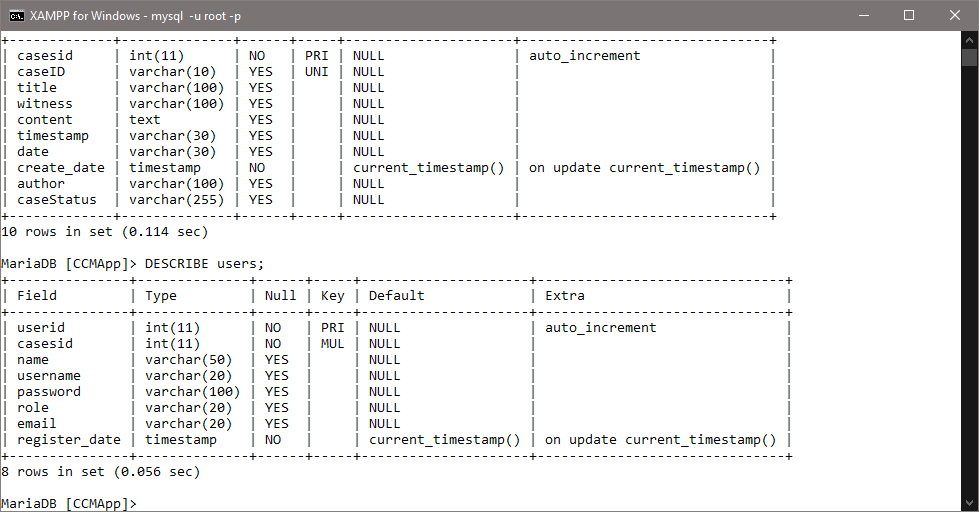 XAMPP for Windows - mysql  -u root -p
+-------------+--------------+------+-----+---------------------+-------------------------------+
| casesid     | int(11)      | NO   | PRI | NULL                | auto_increment                |
| caseID      | varchar(10)  | YES  | UNI | NULL                |                               |
| title       | varchar(100) | YES  |     | NULL                |                               |
| witness     | varchar(100) | YES  |     | NULL                |                               |
| content     | text         | YES  |     | NULL                |                               |
| timestamp   | varchar(30)  | YES  |     | NULL                |                               |
| date        | varchar(30)  | YES  |     | NULL                |                               |
| create_date | timestamp    | NO   |     | current_timestamp() | on update current_timestamp() |
| author      | varchar(100) | YES  |     | NULL                |                               |
| caseStatus  | varchar(255) | YES  |     | NULL                |                               |
+-------------+--------------+------+-----+---------------------+-------------------------------+
10 rows in set (0.114 sec)
MariaDB [CCMApp]> DESCRIBE users;
+---------------+--------------+------+-----+---------------------+-------------------------------+
| Field         | Type         | Null | Key | Default             | Extra                         |
+---------------+--------------+------+-----+---------------------+-------------------------------+
| userid        | int(11)      | NO   | PRI | NULL                | auto_increment                |
| casesid       | int(11)      | NO   | MUL | NULL                |                               |
| name          | varchar(50)  | YES  |     | NULL                |                               |
| username      | varchar(20)  | YES  |     | NULL                |                               |
| password      | varchar(100) | YES  |     | NULL                |                               |
| role          | varchar(20)  | YES  |     | NULL                |                               |
| email         | varchar(20)  | YES  |     | NULL                |                               |
| register_date | timestamp    | NO   |     | current_timestamp() | on update current_timestamp() |
+---------------+--------------+------+-----+---------------------+-------------------------------+
8 rows in set (0.056 sec)
MariaDB [CCMApp]>